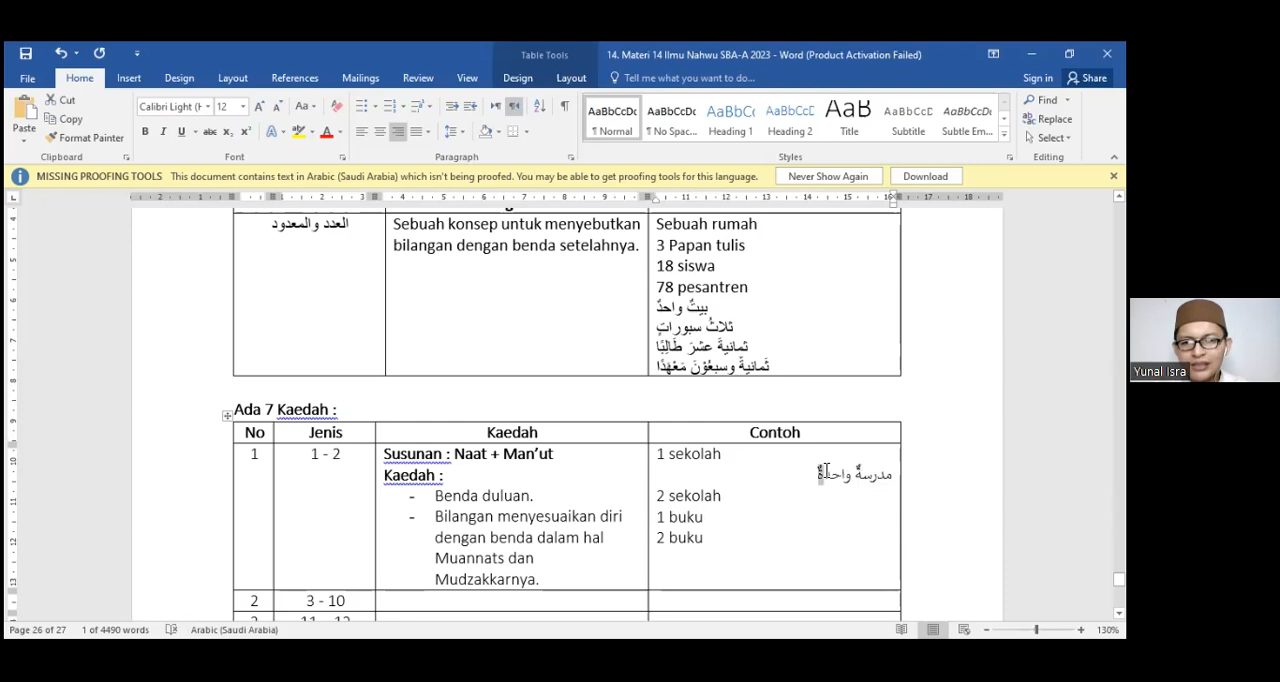 Table Tools
14. Materi 14 Ilmu Nahwu SBA-A 2023 - Word (Product Activation Failed)
File Home Insert Design Layout References Mailings Review View Design Layout Tell me what you want to do... Sign in Share
Paste
Cut
Copy
Format Painter
Calibri Light (H 12
AaBbCcDc AaBbCcDc AaBbCc AaBbCcC AaB AaBbCcD AaBbCcDc
¶ Normal ¶ No Spac... Heading 1 Heading 2 Title Subtitle Subtle Em...
Find
Replace
Select
Clipboard Font Paragraph Styles Editing
MISSING PROOFING TOOLS This document contains text in Arabic (Saudi Arabia) which isn't being proofed. You may be able to get proofing tools for this language. Never Show Again Download
العدد والمعدود
Sebuah konsep untuk menyebutkan
bilangan dengan benda setelahnya.
Sebuah rumah
3 Papan tulis
18 siswa
78 pesantren
بيتٌ واحدٌ
ثلاثُ سبوراتٍ
ثمانيةَ عشرَ طَالِبًا
ثَمانيةٌ وسبعُوْنَ مَعْهَدًا
Ada 7 Kaedah :
No Jenis Kaedah Contoh
1 1 - 2
Susunan : Naat + Man’ut
Kaedah :
- Benda duluan.
- Bilangan menyesuaikan diri
dengan benda dalam hal
Muannats dan
Mudzakkarnya.
1 sekolah
مدرسةٌ واحدةٌ
2 sekolah
1 buku
2 buku
2 3 - 10
Page 26 of 27 1 of 4490 words Arabic (Saudi Arabia) 130%
Yunal Isra